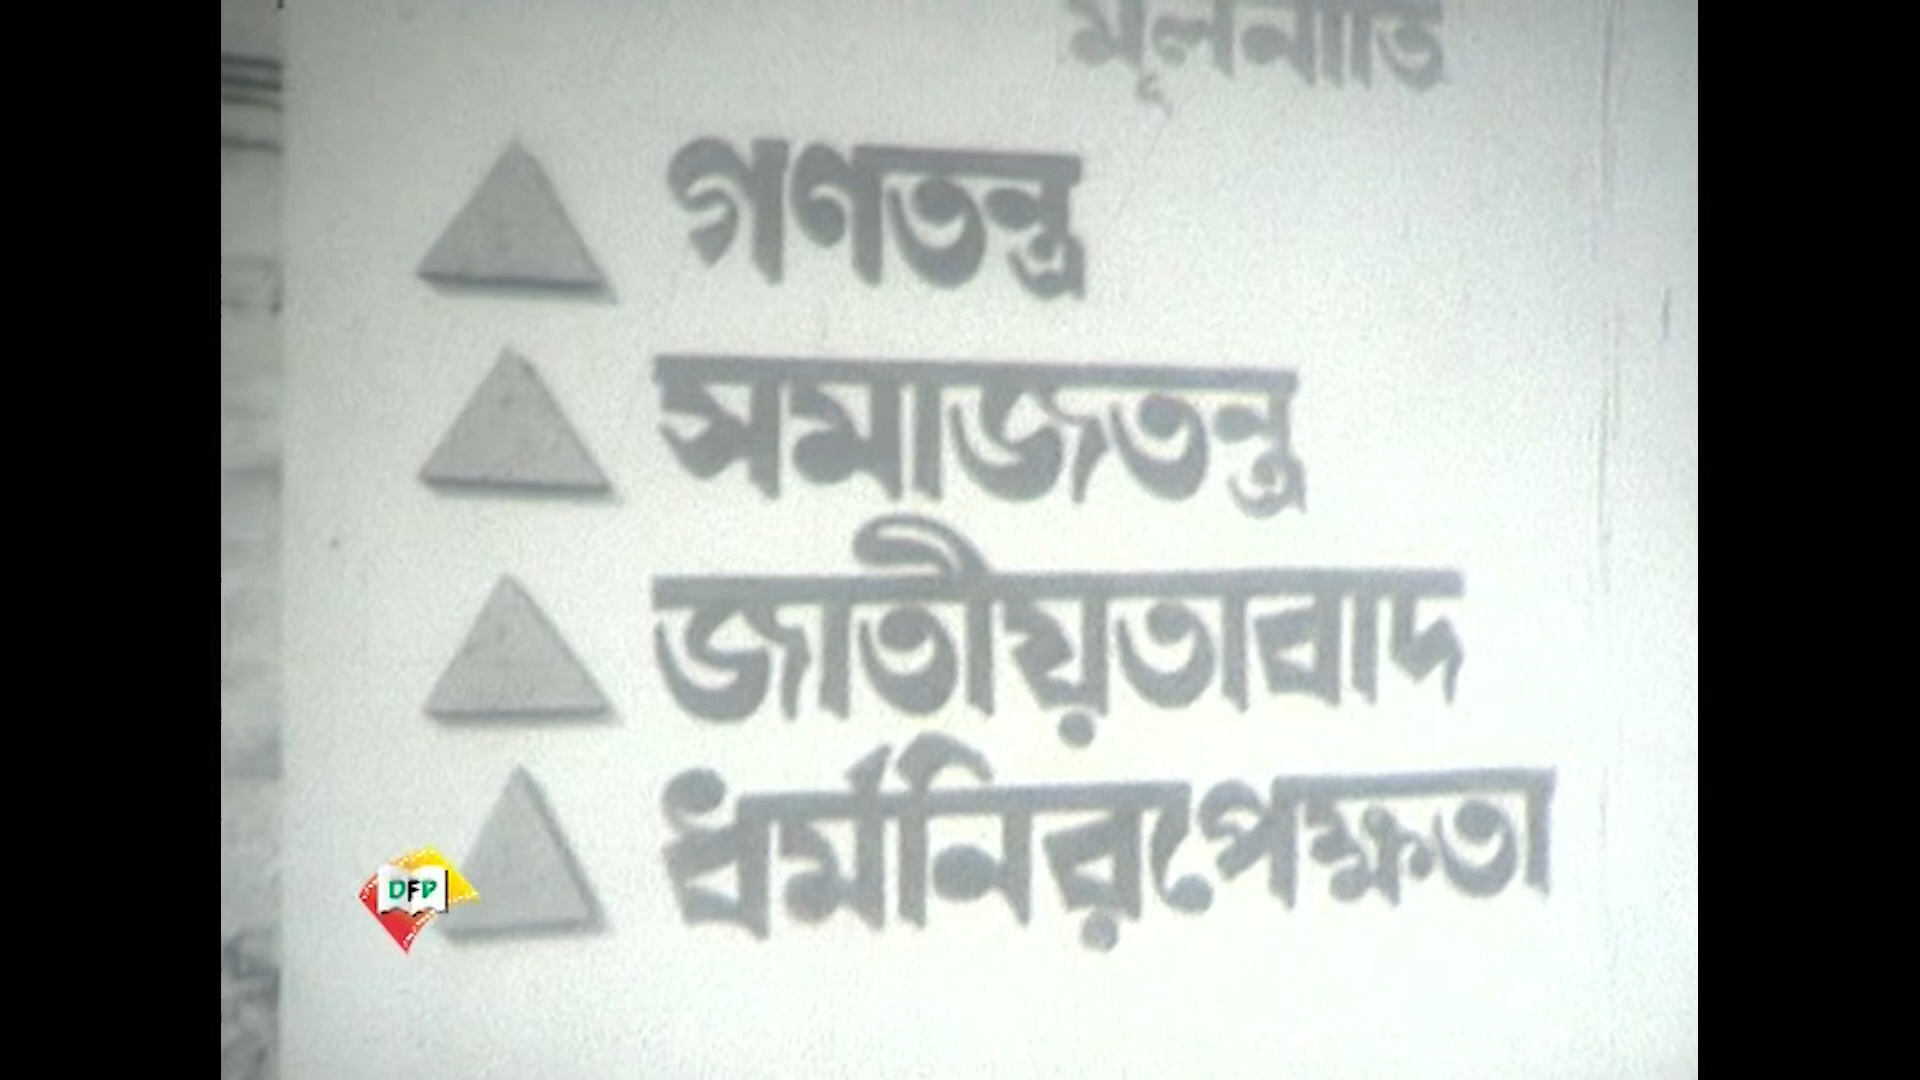 মূলনীতি
গণতন্ত্র
সমাজতন্ত্র
জাতীয়তাবাদ
ধর্মনিরপেক্ষতা
DFP